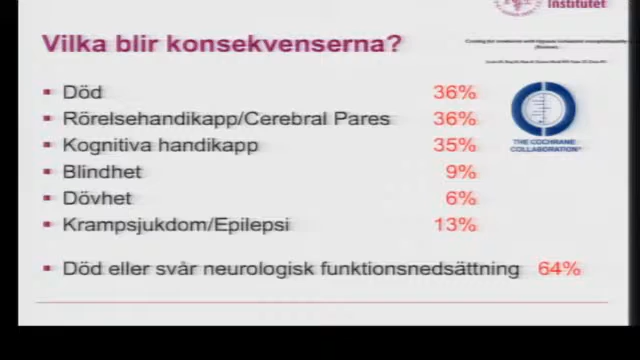 Institutet
Vilka blir konsekvenserna?
Död 36%
Rörelsehandikapp/Cerebral Pares 36%
Kognitiva handikapp 35%
Blindhet 9%
Dövhet 6%
Krampsjukdom/Epilepsi 13%
THE COCHRANE
COLLABORATION®
Död eller svår neurologisk funktionsnedsättning 64%